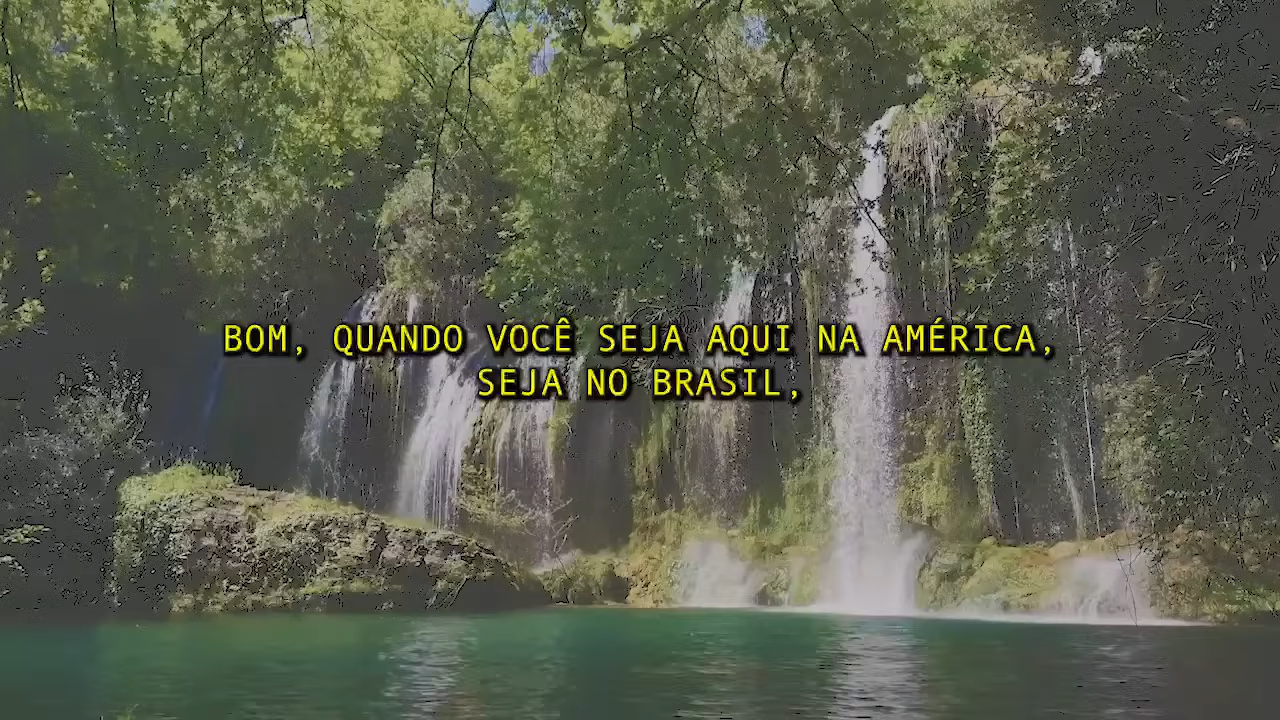 BOM, QUANDO VOCÊ SEJA AQUI NA AMÉRICA,
SEJA NO BRASIL,